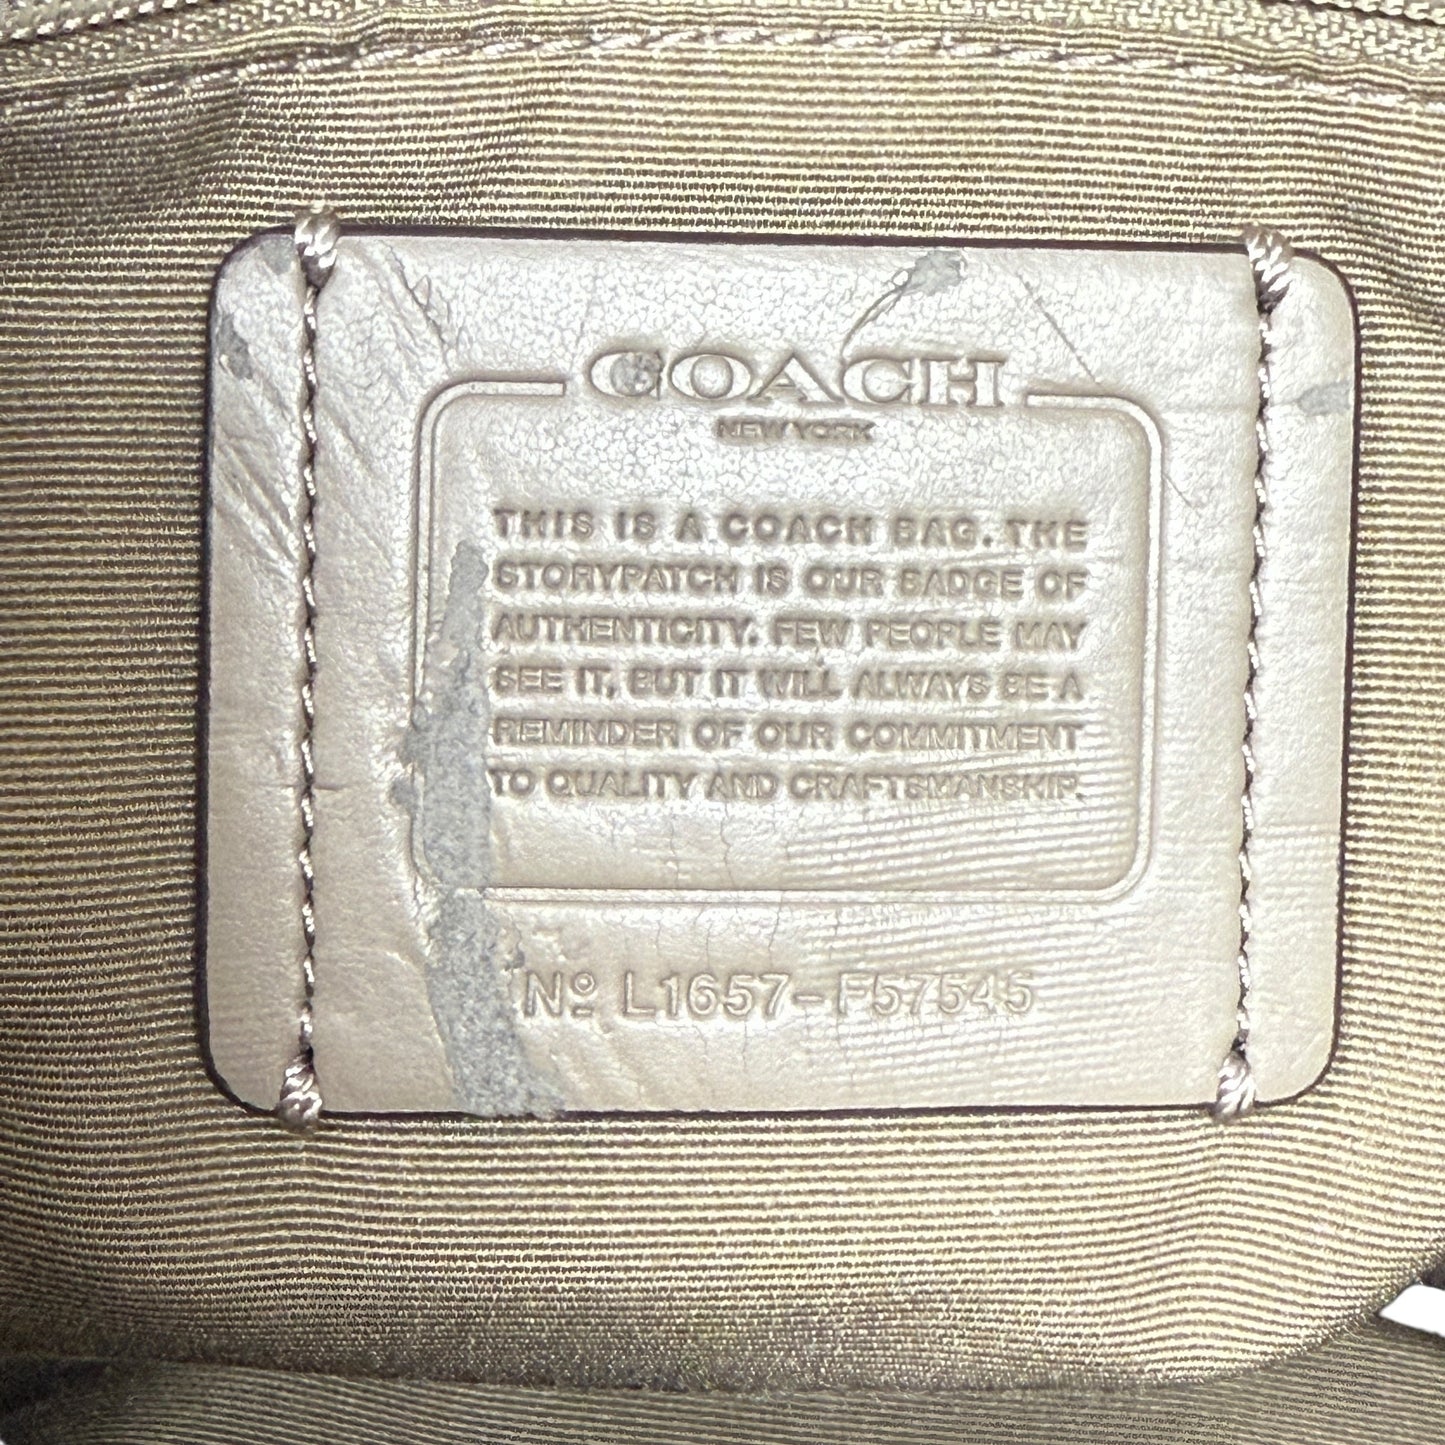 COACH
NEW YORK
THIS IS A COACH BAG. THE
STORYPATCH IS OUR BADGE OF
AUTHENTICITY. FEW PEOPLE MAY
SEE IT, BUT IT WILL ALWAYS BE A
REMINDER OF OUR COMMITMENT
TO QUALITY AND CRAFTSMANSHIP.
Nº L1657-F57545